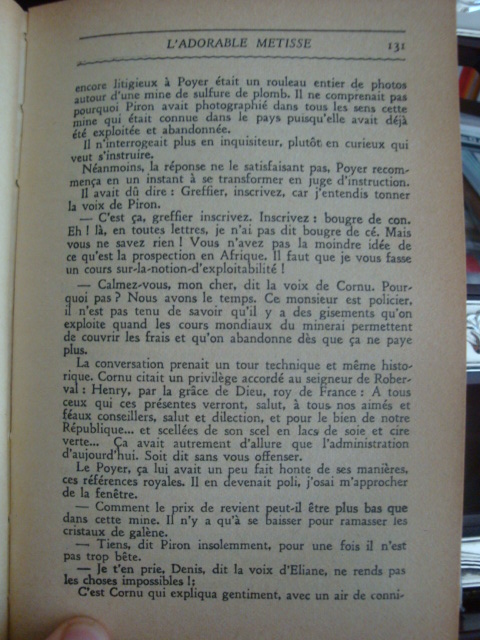 L'ADORABLE METISSE 131
encore litigieux à Poyer était un rouleau entier de photos
autour d'une mine de sulfure de plomb. Il ne comprenait pas
pourquoi Piron avait photographié dans tous les sens cette
mine qui était connue dans le pays puisqu'elle avait déjà
été exploitée et abandonnée.
Il n'interrogeait plus en inquisiteur, plutôt en curieux qui
veut s'instruire.
Néanmoins, la réponse ne le satisfaisant pas, Poyer recom-
mença en un instant à se transformer en juge d'instruction.
Il avait dû dire : Greffier, inscrivez, car j'entendis tonner
la voix de Piron.
— C'est ça, greffier inscrivez. Inscrivez : bougre de con.
Eh ! là, en toutes lettres, je n'ai pas dit bougre de cé. Mais
vous ne savez rien ! Vous n'avez pas la moindre idée de
ce qu'est la prospection en Afrique. Il faut que je vous fasse
un cours sur-la-notion-d'exploitabilité !
— Calmez-vous, mon cher, dit la voix de Cornu. Pour-
quoi pas ? Nous avons le temps. Ce monsieur est policier,
il n'est pas tenu de savoir qu'il y a des gisements qu'on
exploite quand les cours mondiaux du minerai permettent
de couvrir les frais et qu'on abandonne dès que ça ne paye
plus.
La conversation prenait un tour technique et même histo-
rique. Cornu citait un privilège accordé au seigneur de Rober-
val : Henry, par la grâce de Dieu, roy de France : A tous
ceux qui ces présentes verront, salut, à tous nos aimés et
féaux conseillers, salut et dilection, et pour le bien de notre
République... et scellées de son scel en lacs de soie et cire
verte... Ça avait autrement d'allure que l'administration
d'aujourd'hui. Soit dit sans vous offenser.
Le Poyer, ça lui avait un peu fait honte de ses manières,
ces références royales. Il en devenait poli, j'osai m'approcher
de la fenêtre.
— Comment le prix de revient peut-il être plus bas que
dans cette mine. Il n'y a qu'à se baisser pour ramasser les
cristaux de galène.
— Tiens, dit Piron insolemment, pour une fois il n'est
pas trop bête.
— Je t'en prie, Denis, dit la voix d'Eliane, ne rends pas
les choses impossibles !:
C'est Cornu qui expliqua gentiment, avec un air de conni-